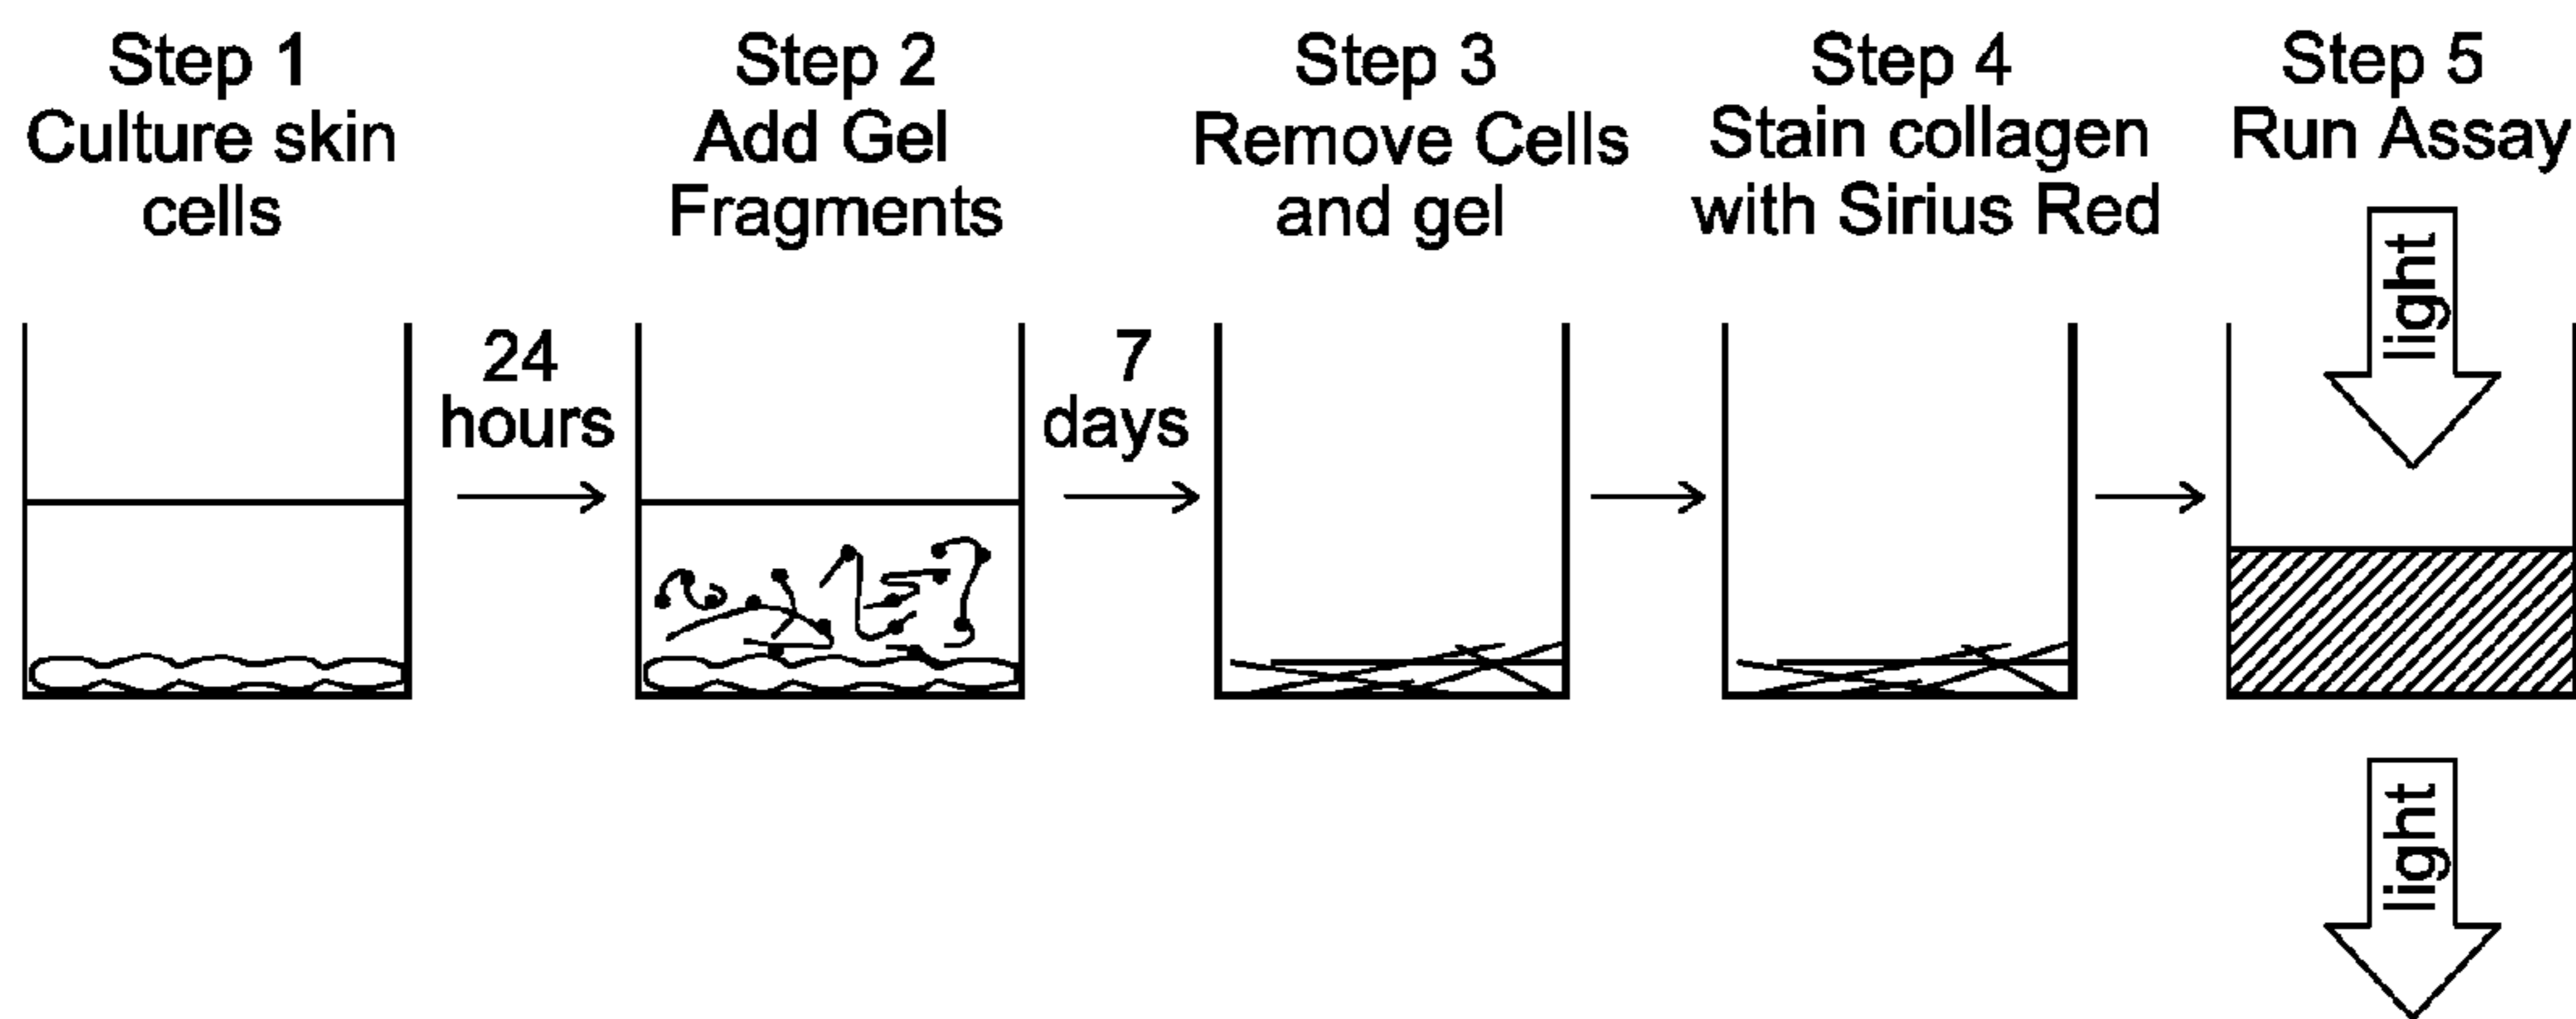 Step 1
Culture skin
cells
Step 2
Add Gel
Fragments
Step 3
Remove Cells
and gel
Step 4
Stain collagen
with Sirius Red
Step 5
Run Assay
24
hours
7
days
light
light